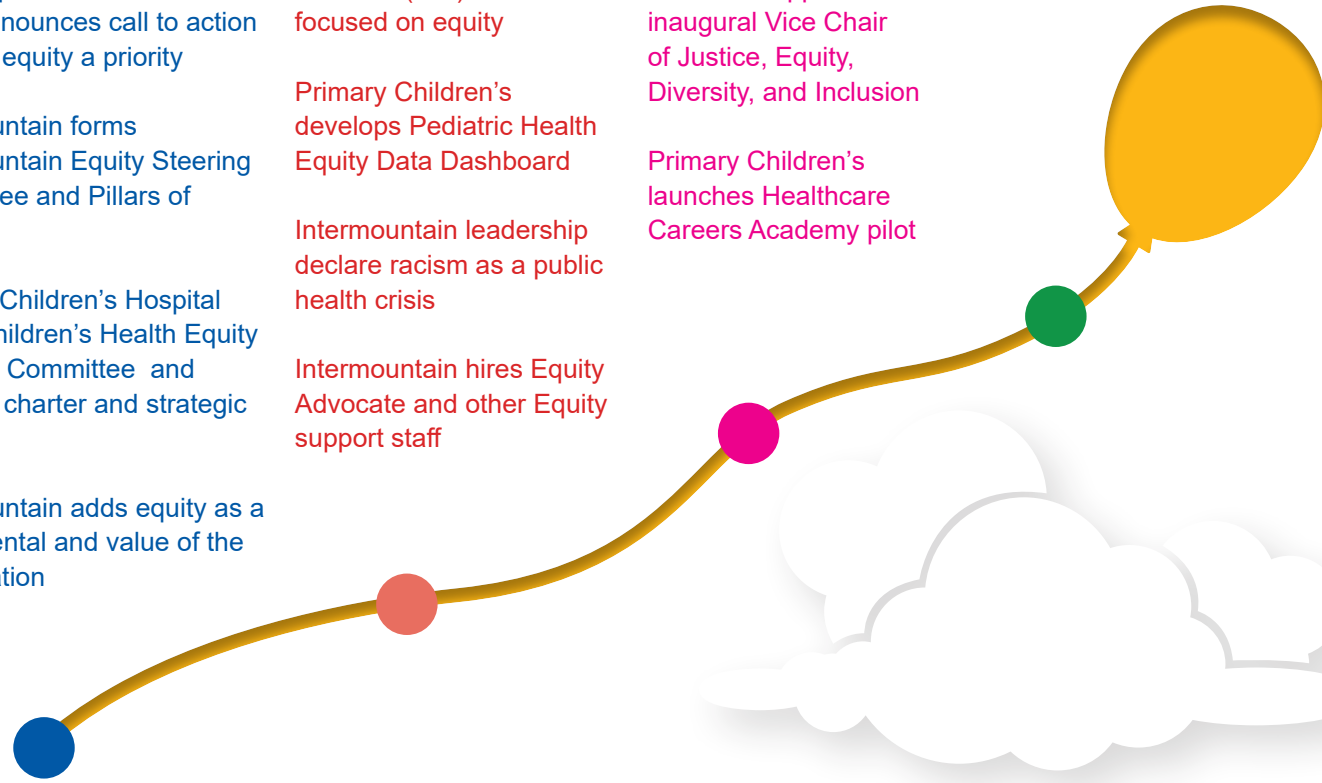 nounces call to action
equity a priority
untain forms
untain Equity Steering
ee and Pillars of
Children's Hospital
hildren's Health Equity
Committee and
charter and strategic
untain adds equity as a
ental and value of the
ation
focused on equity
Primary Children's
develops Pediatric Health
Equity Data Dashboard
Intermountain leadership
declare racism as a public
health crisis
Intermountain hires Equity
Advocate and other Equity
support staff
inaugural Vice Chair
of Justice, Equity,
Diversity, and Inclusion
Primary Children's
launches Healthcare
Careers Academy pilot